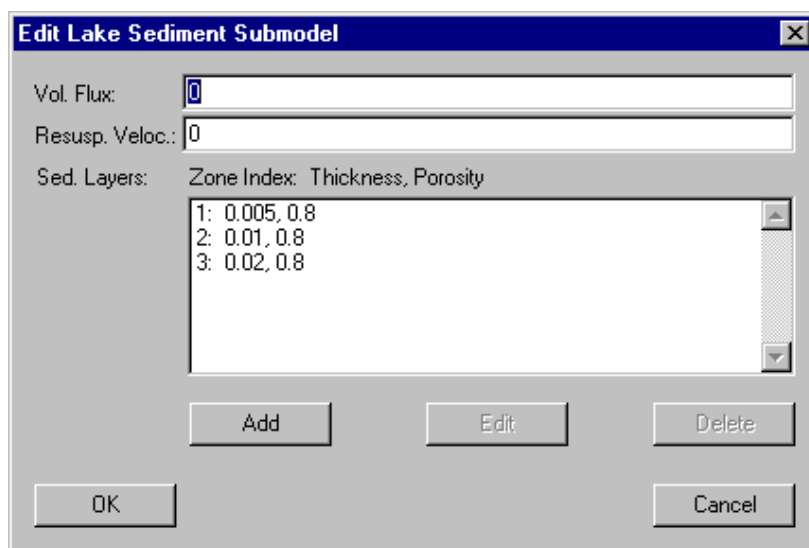 Edit Lake Sediment Submodel
Vol. Flux: 0
Resusp. Veloc.: 0
Sed. Layers: Zone Index: Thickness, Porosity
1: 0.005, 0.8
2: 0.01, 0.8
3: 0.02, 0.8
Add Edit Delete
OK Cancel